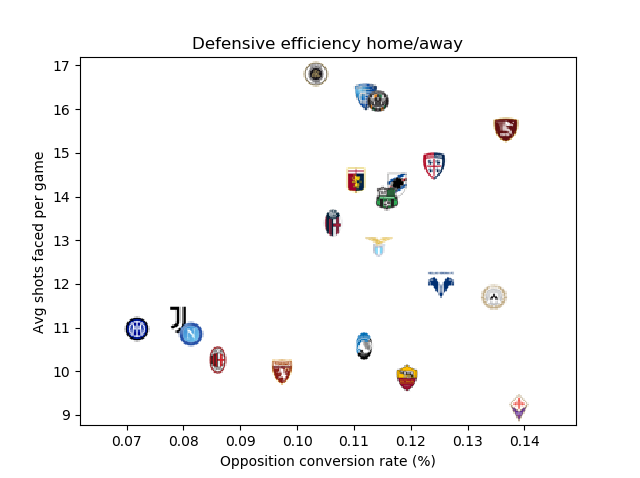 Defensive efficiency home/away
Avg shots faced per game
17
16
15
14
13
12
11
10
9
0.07 0.08 0.09 0.10 0.11 0.12 0.13 0.14
Opposition conversion rate (%)